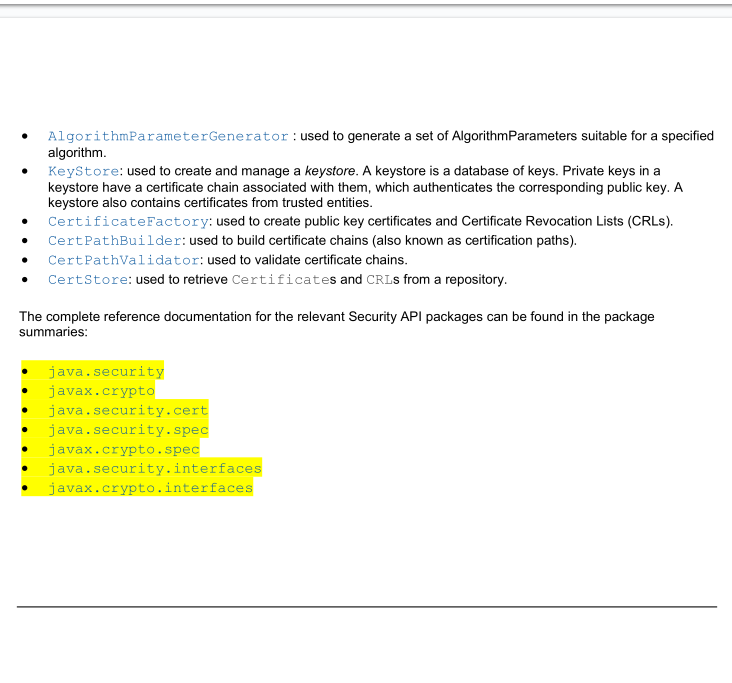 • AlgorithmParameterGenerator : used to generate a set of AlgorithmParameters suitable for a specified
algorithm.
• KeyStore: used to create and manage a keystore. A keystore is a database of keys. Private keys in a
keystore have a certificate chain associated with them, which authenticates the corresponding public key. A
keystore also contains certificates from trusted entities.
• CertificateFactory: used to create public key certificates and Certificate Revocation Lists (CRLs).
• CertPathBuilder: used to build certificate chains (also known as certification paths).
• CertPathValidator: used to validate certificate chains.
• CertStore: used to retrieve Certificates and CRLs from a repository.
The complete reference documentation for the relevant Security API packages can be found in the package
summaries:
• java.security
• javax.crypto
• java.security.cert
• java.security.spec
• javax.crypto.spec
• java.security.interfaces
• javax.crypto.interfaces